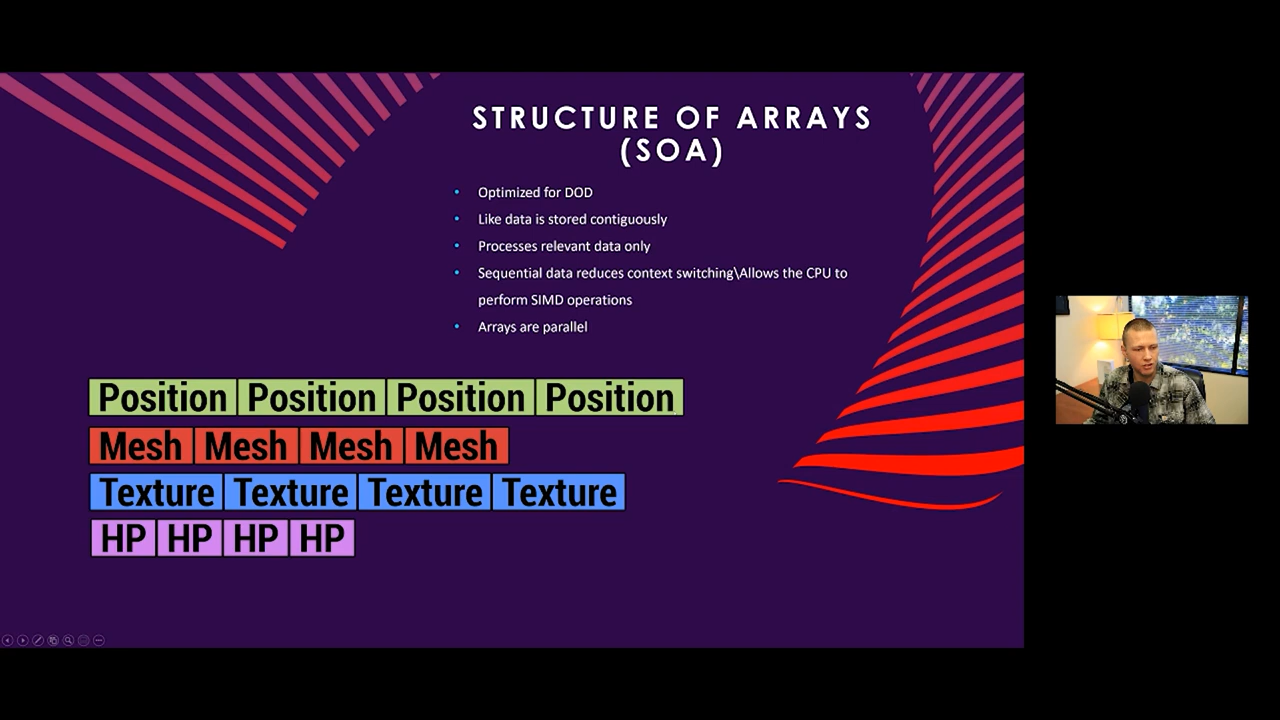 STRUCTURE OF ARRAYS
(SOA)
• Optimized for DOD
• Like data is stored contiguously
• Processes relevant data only
• Sequential data reduces context switching\Allows the CPU to
perform SIMD operations
• Arrays are parallel
Position Position Position Position
Mesh Mesh Mesh Mesh
Texture Texture Texture Texture
HP HP HP HP